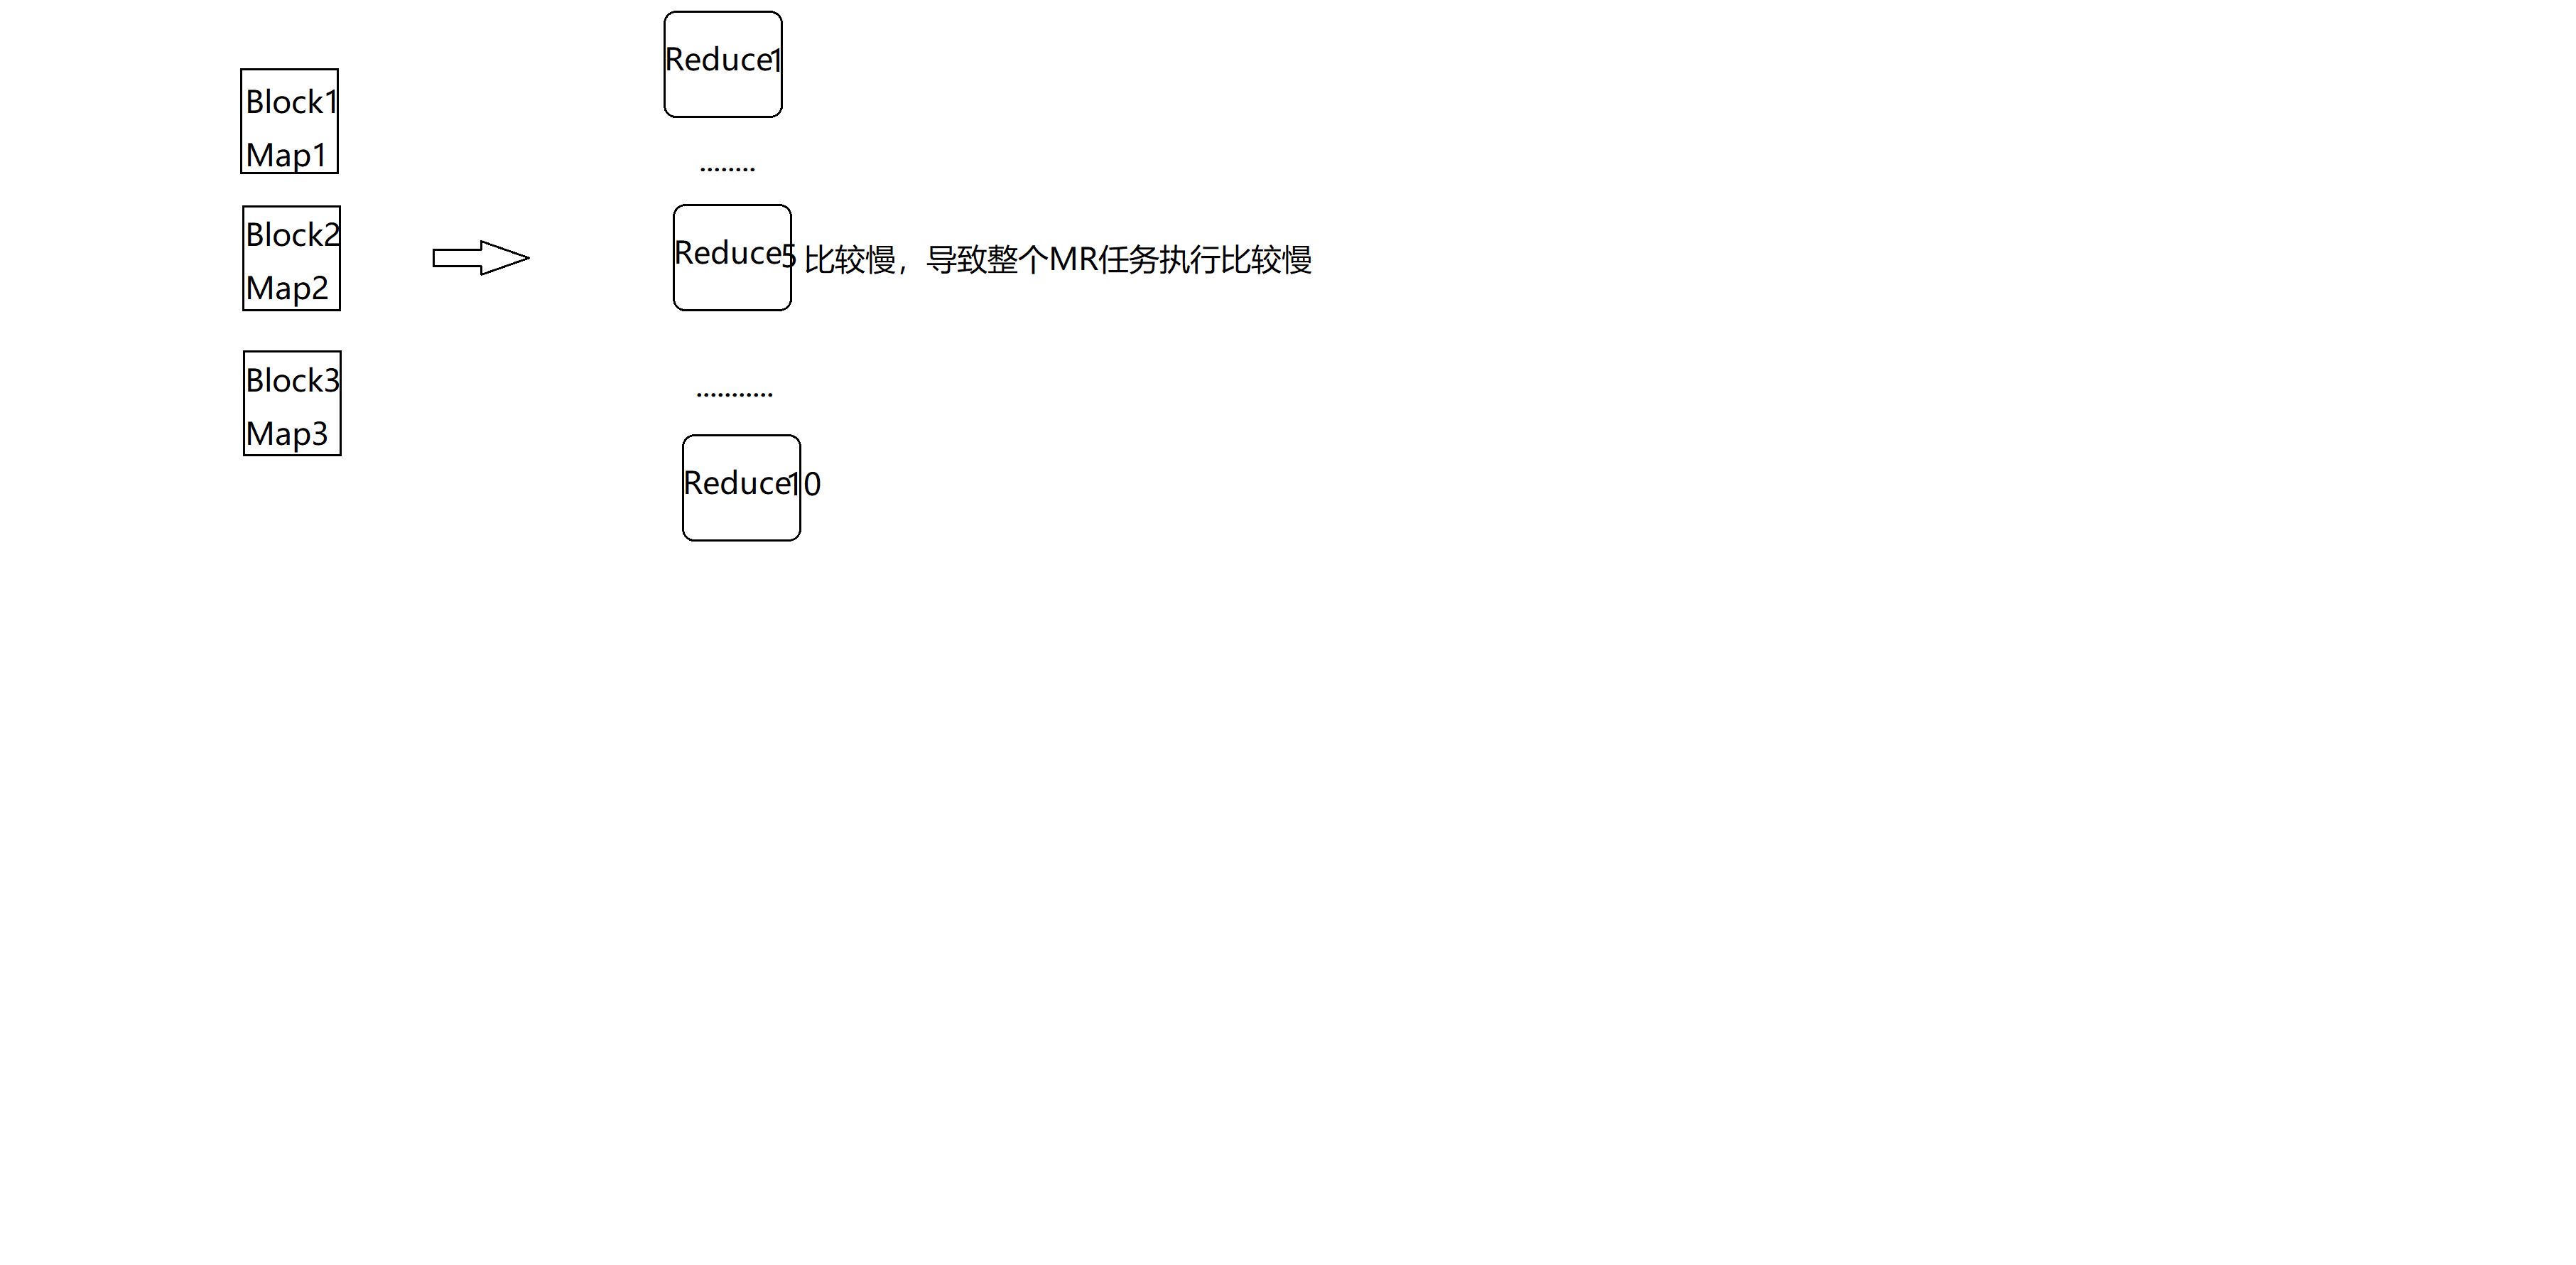 Block1
Map1
Block2
Map2
Block3
Map3
Reduce1
........
Reduce5 比较慢，导致整个MR任务执行比较慢
...........
Reduce10